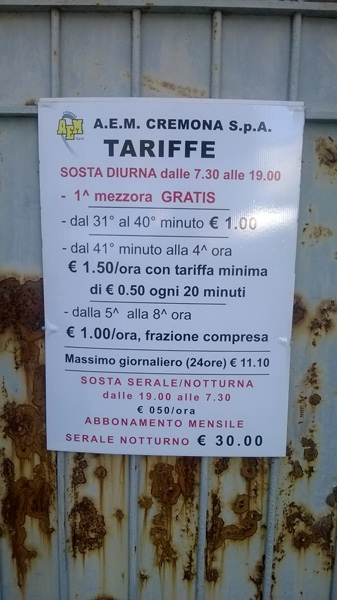 AEM
A.E.M. CREMONA S.p.A.
TARIFFE
SOSTA DIURNA dalle 7.30 alle 19.00
- 1^ mezzora GRATIS
- dal 31° al 40° minuto € 1.00
- dal 41° minuto alla 4^ ora
€ 1.50/ora con tariffa minima
di € 0.50 ogni 20 minuti
- dalla 5^ alla 8^ ora
€ 1.00/ora, frazione compresa
Massimo giornaliero (24ore) € 11.10
SOSTA SERALE/NOTTURNA
dalle 19.00 alle 7.30
€ 050/ora
ABBONAMENTO MENSILE
SERALE NOTTURNO € 30.00